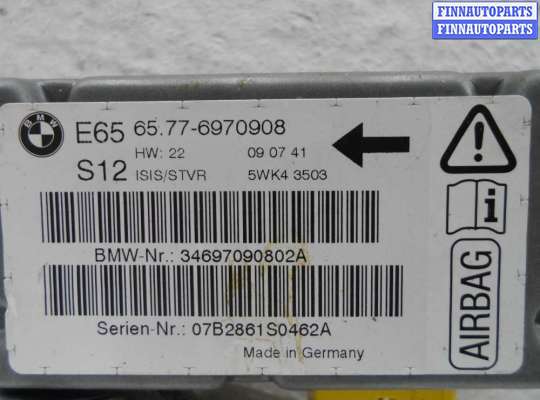 FINNAUTOPARTS
FINNAUTOPARTS
BMW
E65 65.77-6970908
HW: 22 09 07 41
S12 ISIS/STVR 5WK4 3503
BMW-Nr.: 34697090802A
Serien-Nr.: 07B2861S0462A
Made in Germany
AIRBAG